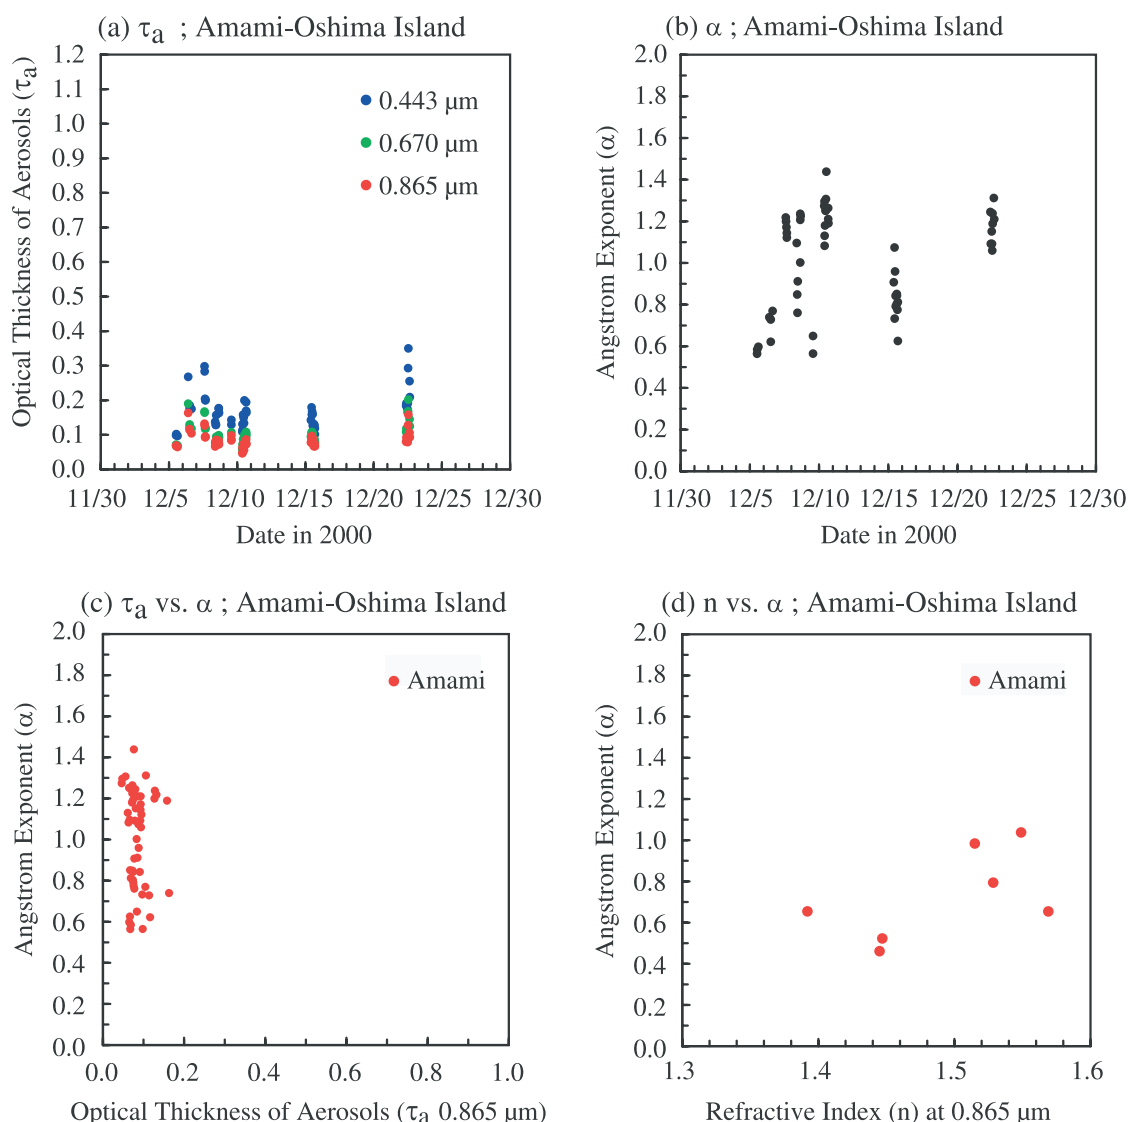 (a) τa ; Amami-Oshima Island
Optical Thickness of Aerosols (τa)
1.2
1.1
1.0
0.9
0.8
0.7
0.6
0.5
0.4
0.3
0.2
0.1
0.0
0.443 µm
0.670 µm
0.865 µm
11/30 12/5 12/10 12/15 12/20 12/25 12/30
Date in 2000
(b) α ; Amami-Oshima Island
Angstrom Exponent (α)
2.0
1.8
1.6
1.4
1.2
1.0
0.8
0.6
0.4
0.2
0.0
11/30 12/5 12/10 12/15 12/20 12/25 12/30
Date in 2000
(c) τa vs. α ; Amami-Oshima Island
Angstrom Exponent (α)
2.0
1.8
1.6
1.4
1.2
1.0
0.8
0.6
0.4
0.2
0.0
Amami
0.0 0.2 0.4 0.6 0.8 1.0
Optical Thickness of Aerosols (τa 0.865 µm)
(d) n vs. α ; Amami-Oshima Island
Angstrom Exponent (α)
2.0
1.8
1.6
1.4
1.2
1.0
0.8
0.6
0.4
0.2
0.0
Amami
1.3 1.4 1.5 1.6
Refractive Index (n) at 0.865 µm